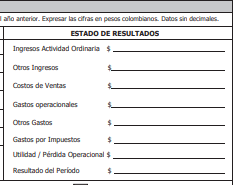 l año anterior. Expresar las cifras en pesos colombianos. Datos sin decimales.
ESTADO DE RESULTADOS
Ingresos Actividad Ordinaria $
Otros Ingresos $
Costos de Ventas $
Gastos operacionales $
Otros Gastos $
Gastos por Impuestos $
Utilidad / Pérdida Operacional $
Resultado del Período $